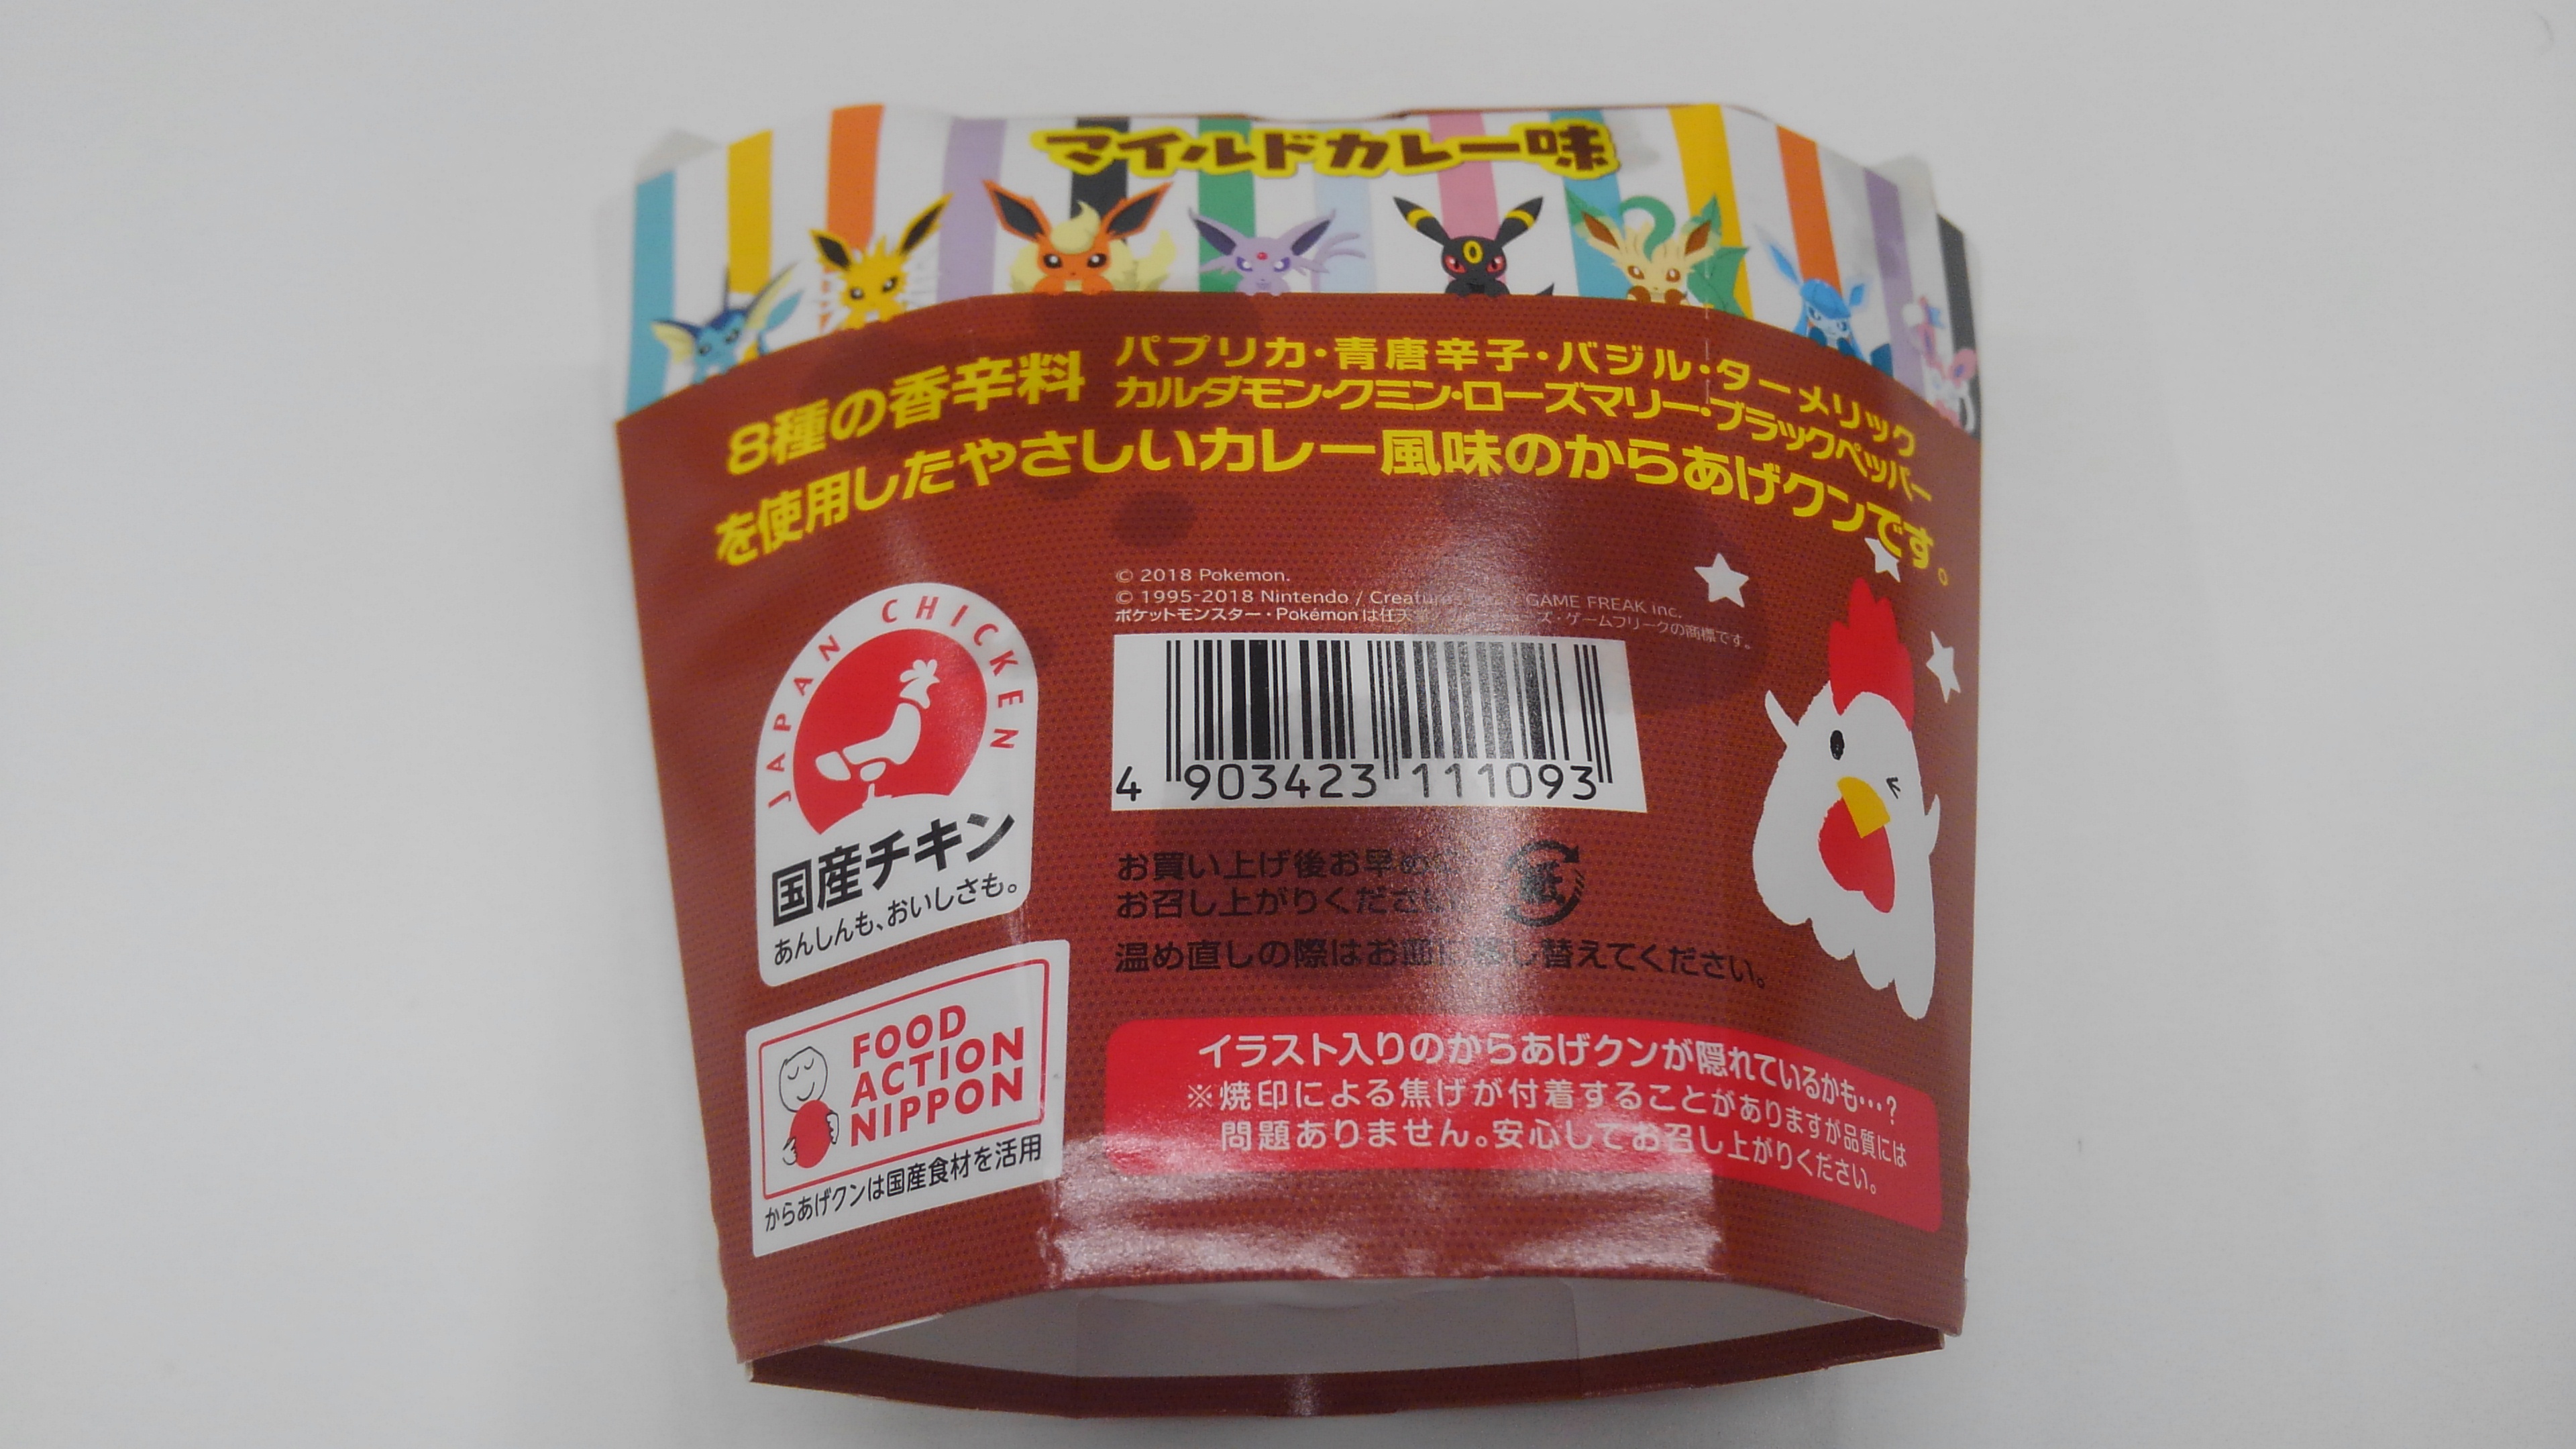 マイルドカレー味
8種の香辛料
パプリカ・青唐辛子・バジル・ターメリック
カルダモン・クミン・ローズマリー・ブラックペッパー
を使用したやさしいカレー風味のからあげクンです。
© 2018 Pokémon.
© 1995-2018 Nintendo / Creatures Inc. / GAME FREAK inc.
ポケットモンスター・Pokémonは任天堂・クリーチャーズ・ゲームフリークの商標です。
4 903423 111093
JAPAN CHICKEN
国産チキン
あんしんも、おいしさも。
お買い上げ後お早めに
お召し上がりください。
紙
温め直しの際はお皿に移し替えてください。
FOOD
ACTION
NIPPON
からあげクンは国産食材を活用
イラスト入りのからあげクンが隠れているかも…?
※焼印による焦げが付着することがありますが品質には
問題ありません。安心してお召し上がりください。